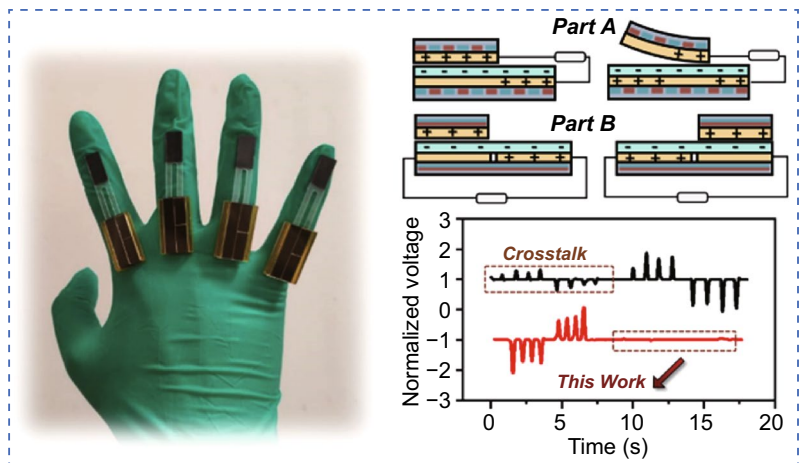 Part A
+ + + +
- - - - - -
+ + +
+ +
- - - - - -
+ + +
Part B
+ + +
- - - - - -
+ + +
+ + +
- - - - - -
+ + +
Normalized voltage
3
2
1
0
−1
−2
−3
Crosstalk
This Work
0
5
10
15
20
Time (s)